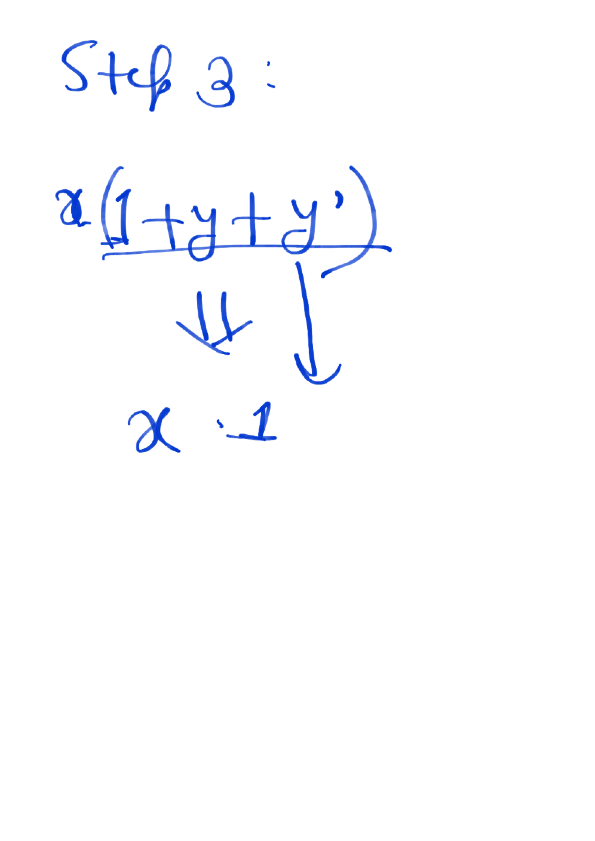 Step 3 :
x(1+y+y')
x . 1